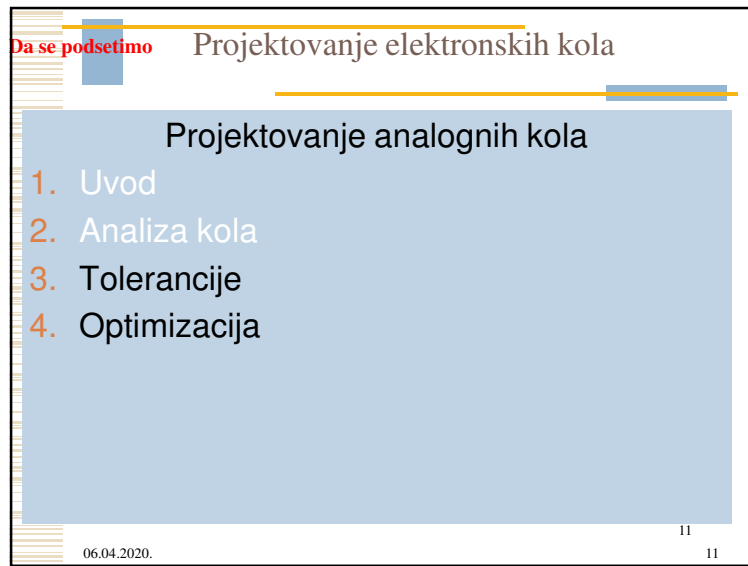 Da se podsetimo
Projektovanje elektronskih kola
Projektovanje analognih kola
1. Uvod
2. Analiza kola
3. Tolerancije
4. Optimizacija
11
06.04.2020.
11